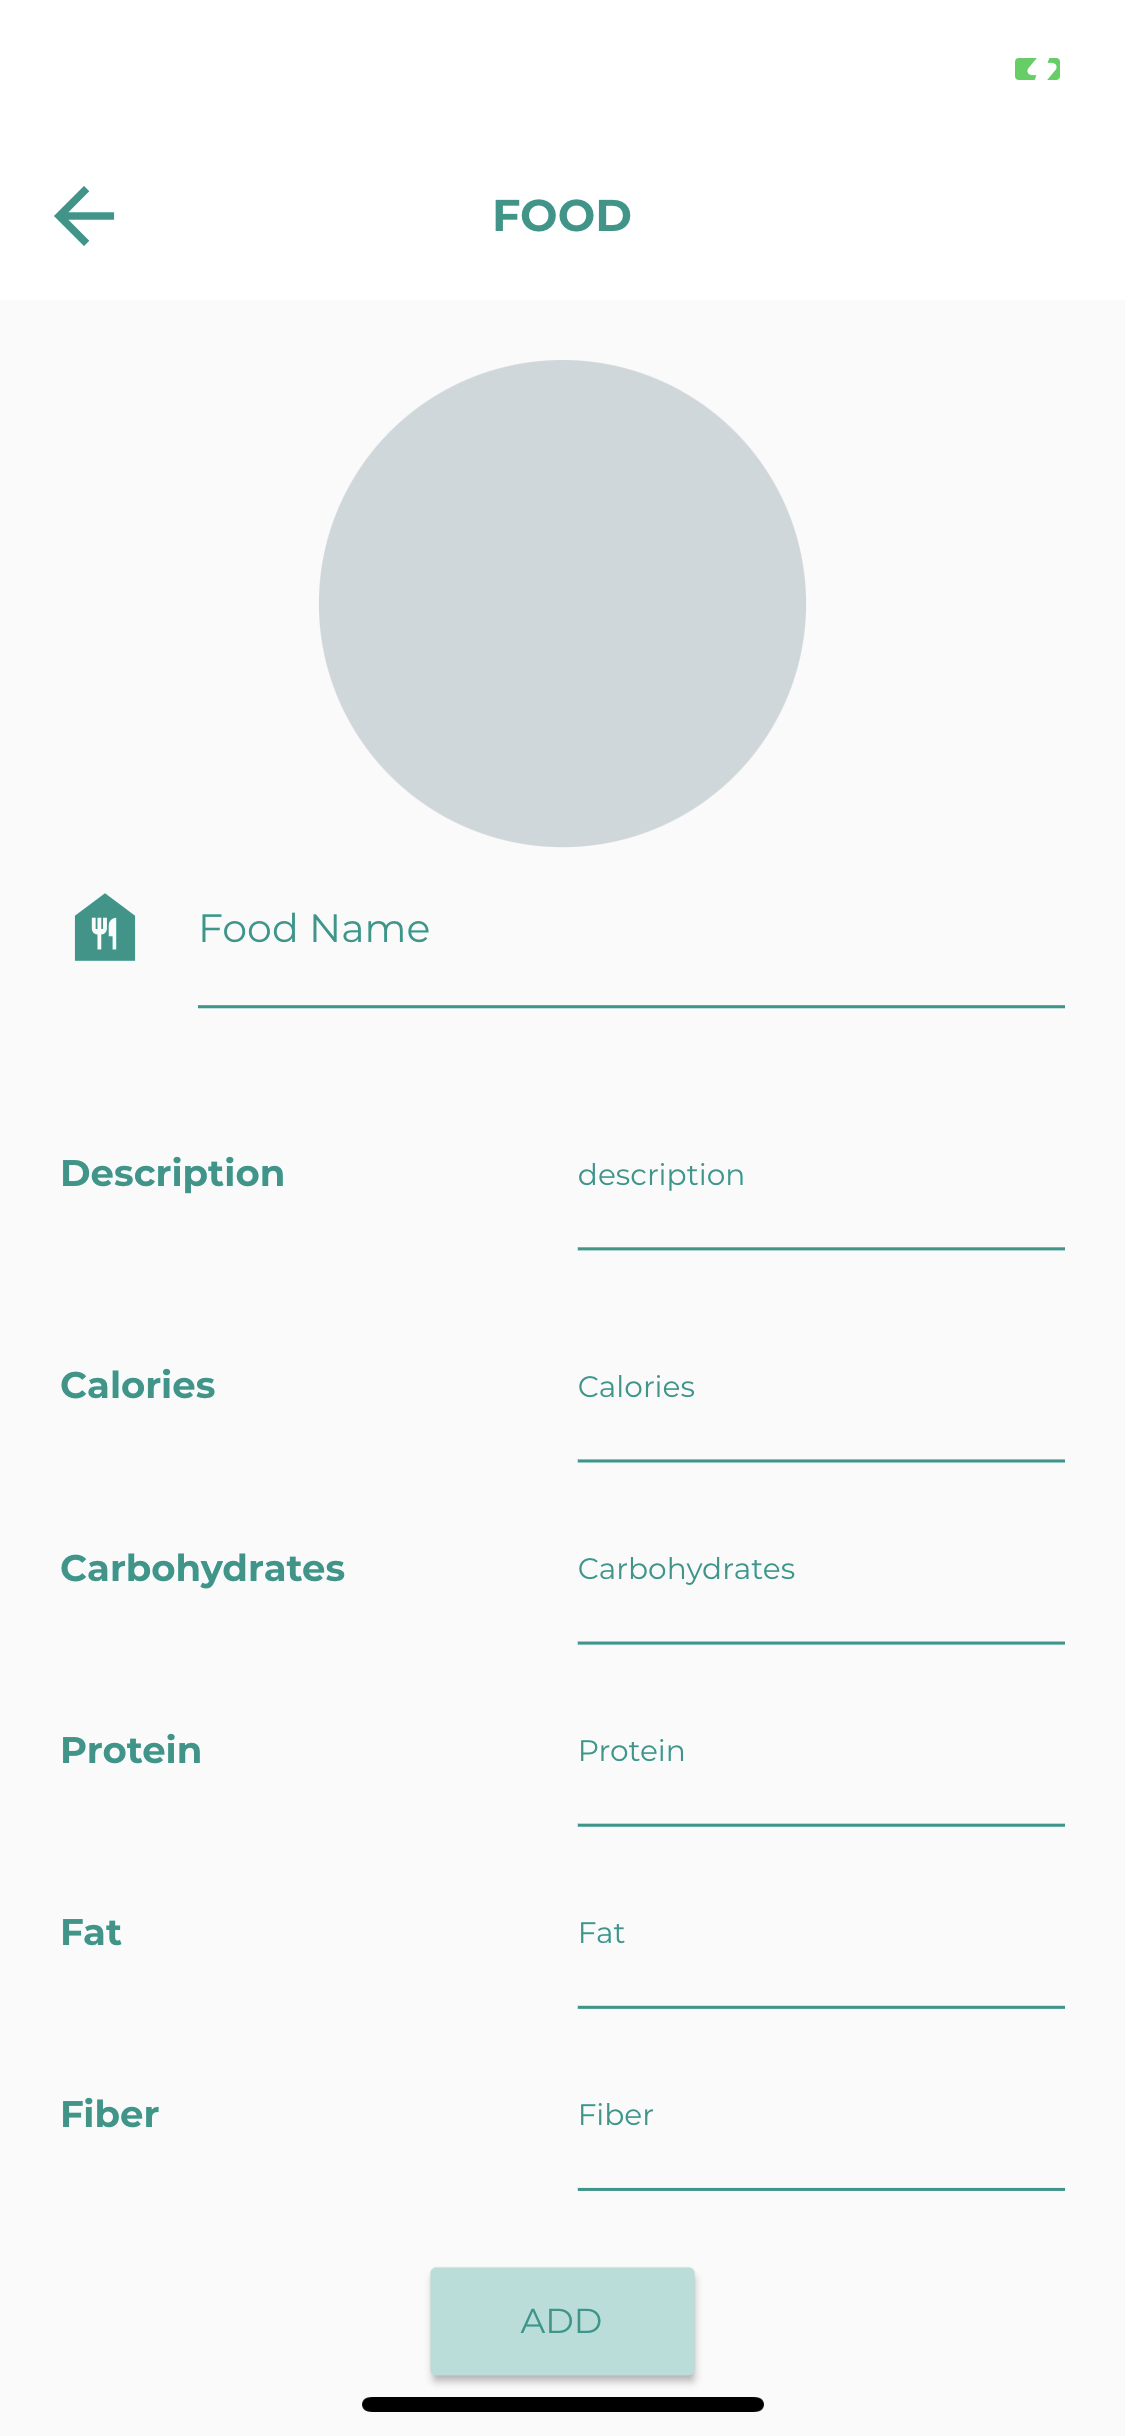 FOOD
Food Name
Description
description
Calories
Calories
Carbohydrates
Carbohydrates
Protein
Protein
Fat
Fat
Fiber
Fiber
ADD